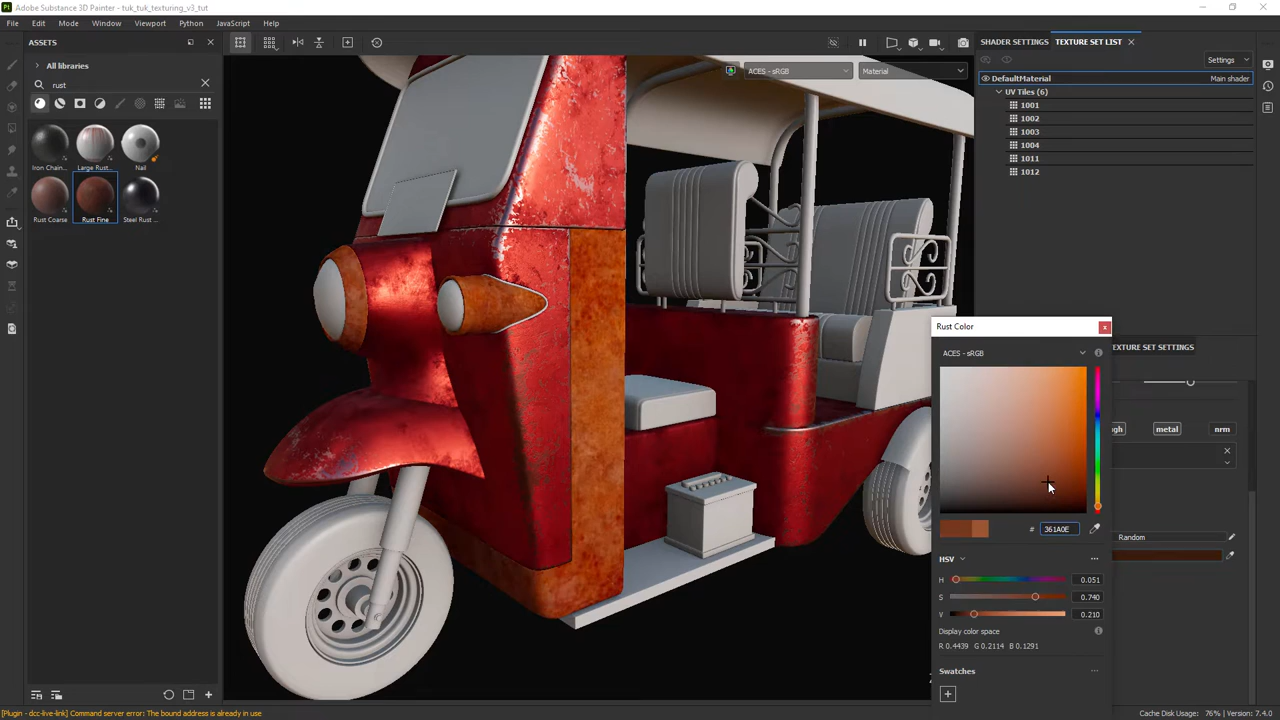 Pt Adobe Substance 3D Painter - tuk_tuk_texturing_v3_tut
File Edit Mode Window Viewport Python JavaScript Help
ASSETS
All libraries
rust
Iron Chain... Large Rust... Nail
Rust Coarse Rust Fine Steel Rust ...
ACES - sRGB
Material
SHADER SETTINGS TEXTURE SET LIST
Settings
DefaultMaterial Main shader
UV Tiles (6)
1001
1002
1003
1004
1011
1012
Rust Color
ACES - sRGB
# 361A0E
HSV ...
H 0.051
S 0.740
V 0.210
Display color space
R 0.4439 G 0.2114 B 0.1291
Swatches ...
EXTURE SET SETTINGS
gh metal nrm
Random
[Plugin - dcc-live-link] Command server error: The bound address is already in use
Cache Disk Usage: 76% | Version: 7.4.0